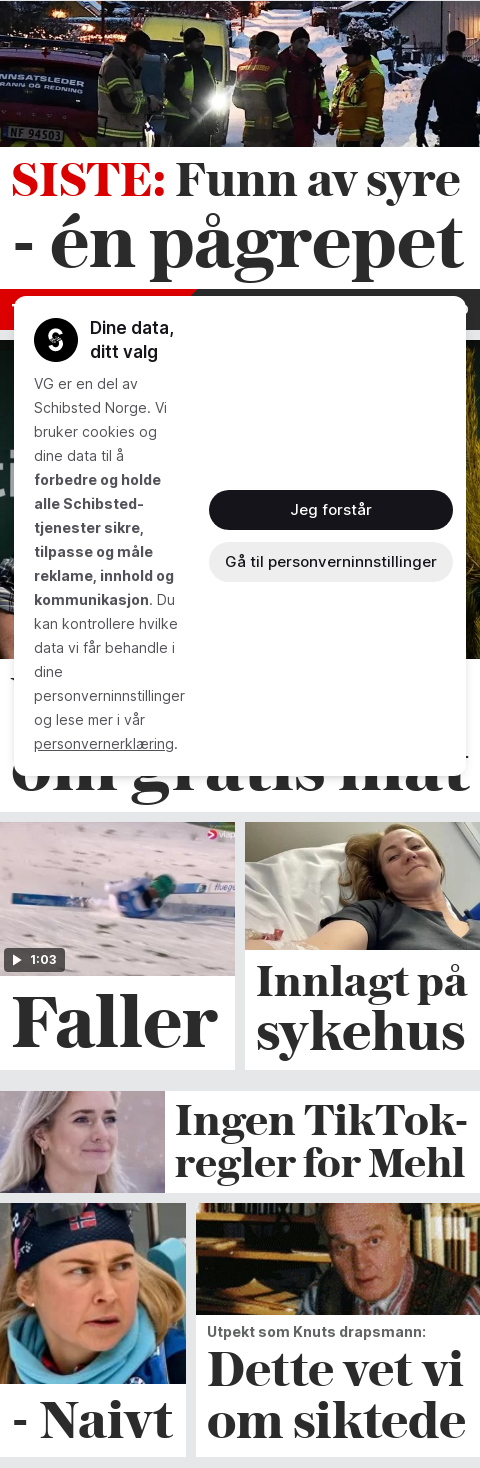 NNSATSLEDER
RANN OG REDNING
NF 94503
SISTE: Funn av syre
- én pågrepet
Dine data,
ditt valg
VG er en del av
Schibsted Norge. Vi
bruker cookies og
dine data til å
forbedre og holde
alle Schibsted-
tjenester sikre,
tilpasse og måle
reklame, innhold og
kommunikasjon. Du
kan kontrollere hvilke
data vi får behandle i
dine
personverninnstillinger
og lese mer i vår
personvernerklæring.
Jeg forstår
Gå til personverninnstillinger
om gratis mat
1:03
Faller
Innlagt på
sykehus
Ingen TikTok-
regler for Mehl
- Naivt
Utpekt som Knuts drapsmann:
Dette vet vi
om siktede